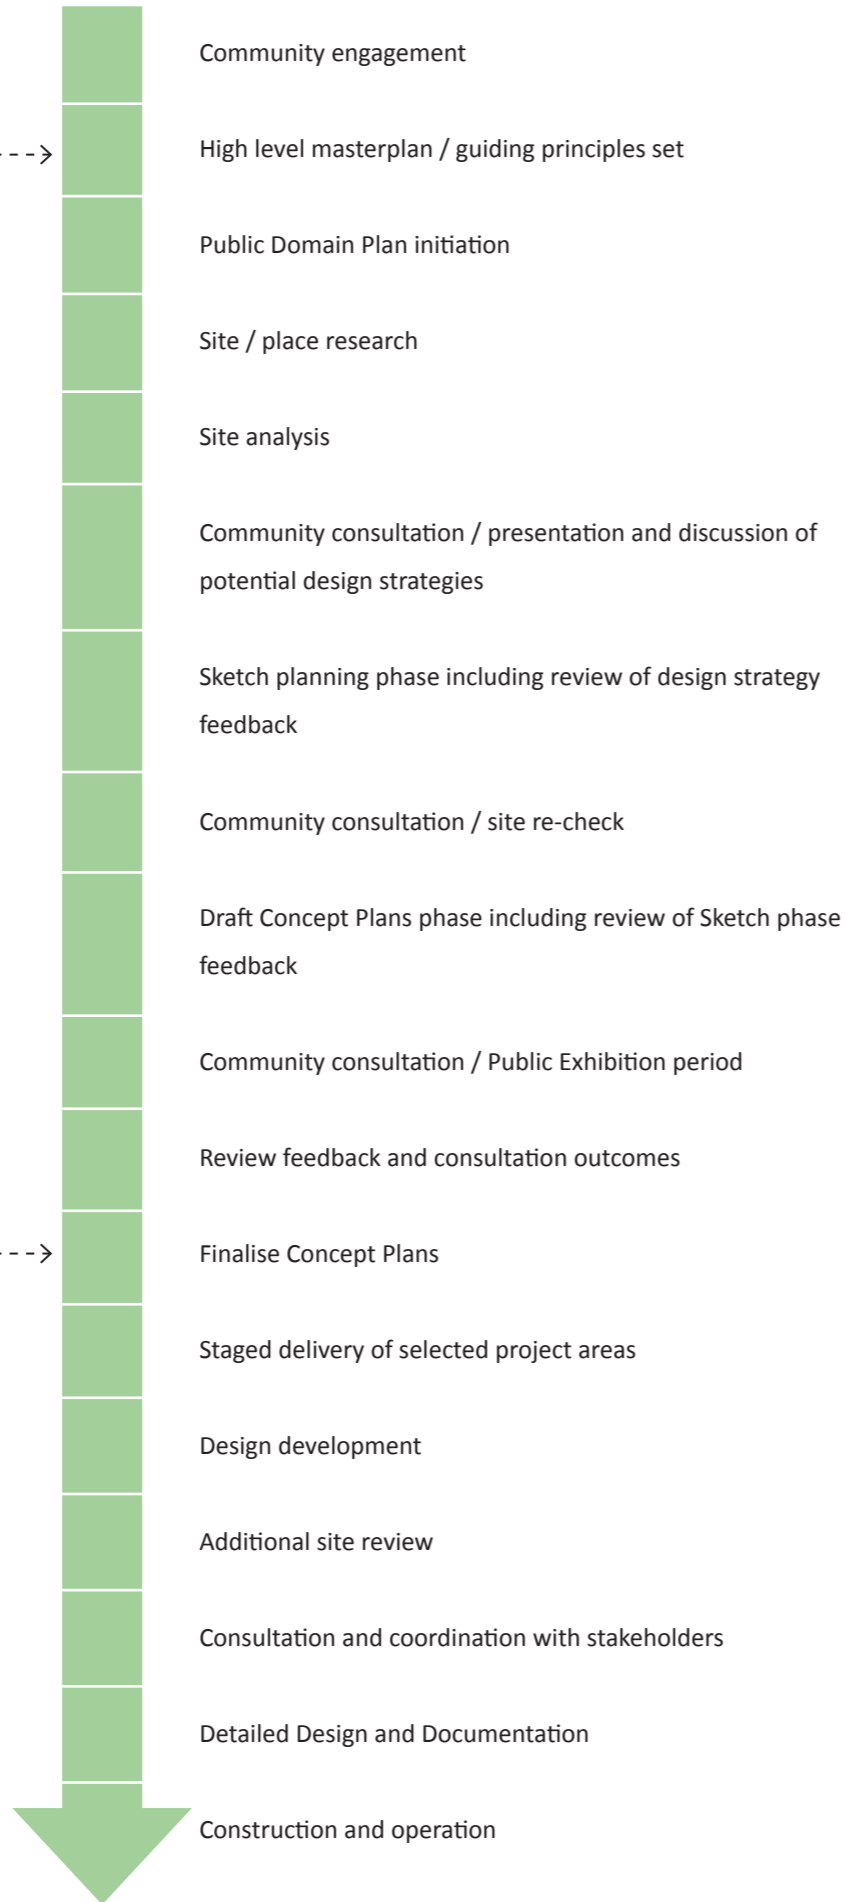 Community engagement
High level masterplan / guiding principles set
Public Domain Plan initiation
Site / place research
Site analysis
Community consultation / presentation and discussion of
potential design strategies
Sketch planning phase including review of design strategy
feedback
Community consultation / site re-check
Draft Concept Plans phase including review of Sketch phase
feedback
Community consultation / Public Exhibition period
Review feedback and consultation outcomes
Finalise Concept Plans
Staged delivery of selected project areas
Design development
Additional site review
Consultation and coordination with stakeholders
Detailed Design and Documentation
Construction and operation